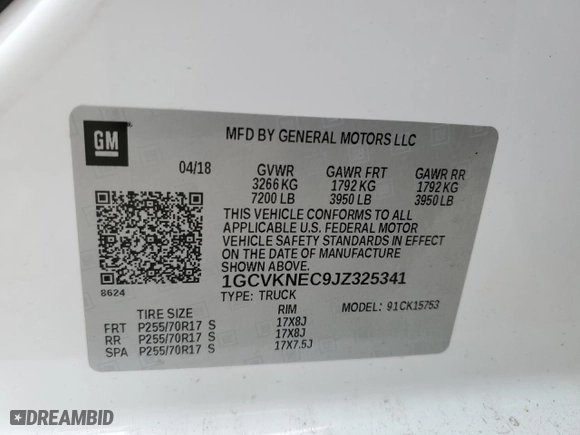 GM
MFD BY GENERAL MOTORS LLC
04/18 GVWR GAWR FRT GAWR RR
3266 KG 1792 KG 1792 KG
7200 LB 3950 LB 3950 LB
THIS VEHICLE CONFORMS TO ALL
APPLICABLE U.S. FEDERAL MOTOR
VEHICLE SAFETY STANDARDS IN EFFECT
ON THE DATE OF MANUFACTURE
SHOWN ABOVE.
1GCVKNEC9JZ325341
8624
TYPE: TRUCK MODEL: 91CK15753
TIRE SIZE RIM
FRT P255/70R17 S 17X8J
RR P255/70R17 S 17X8J
SPA P255/70R17 S 17X7.5J
DREAMBID